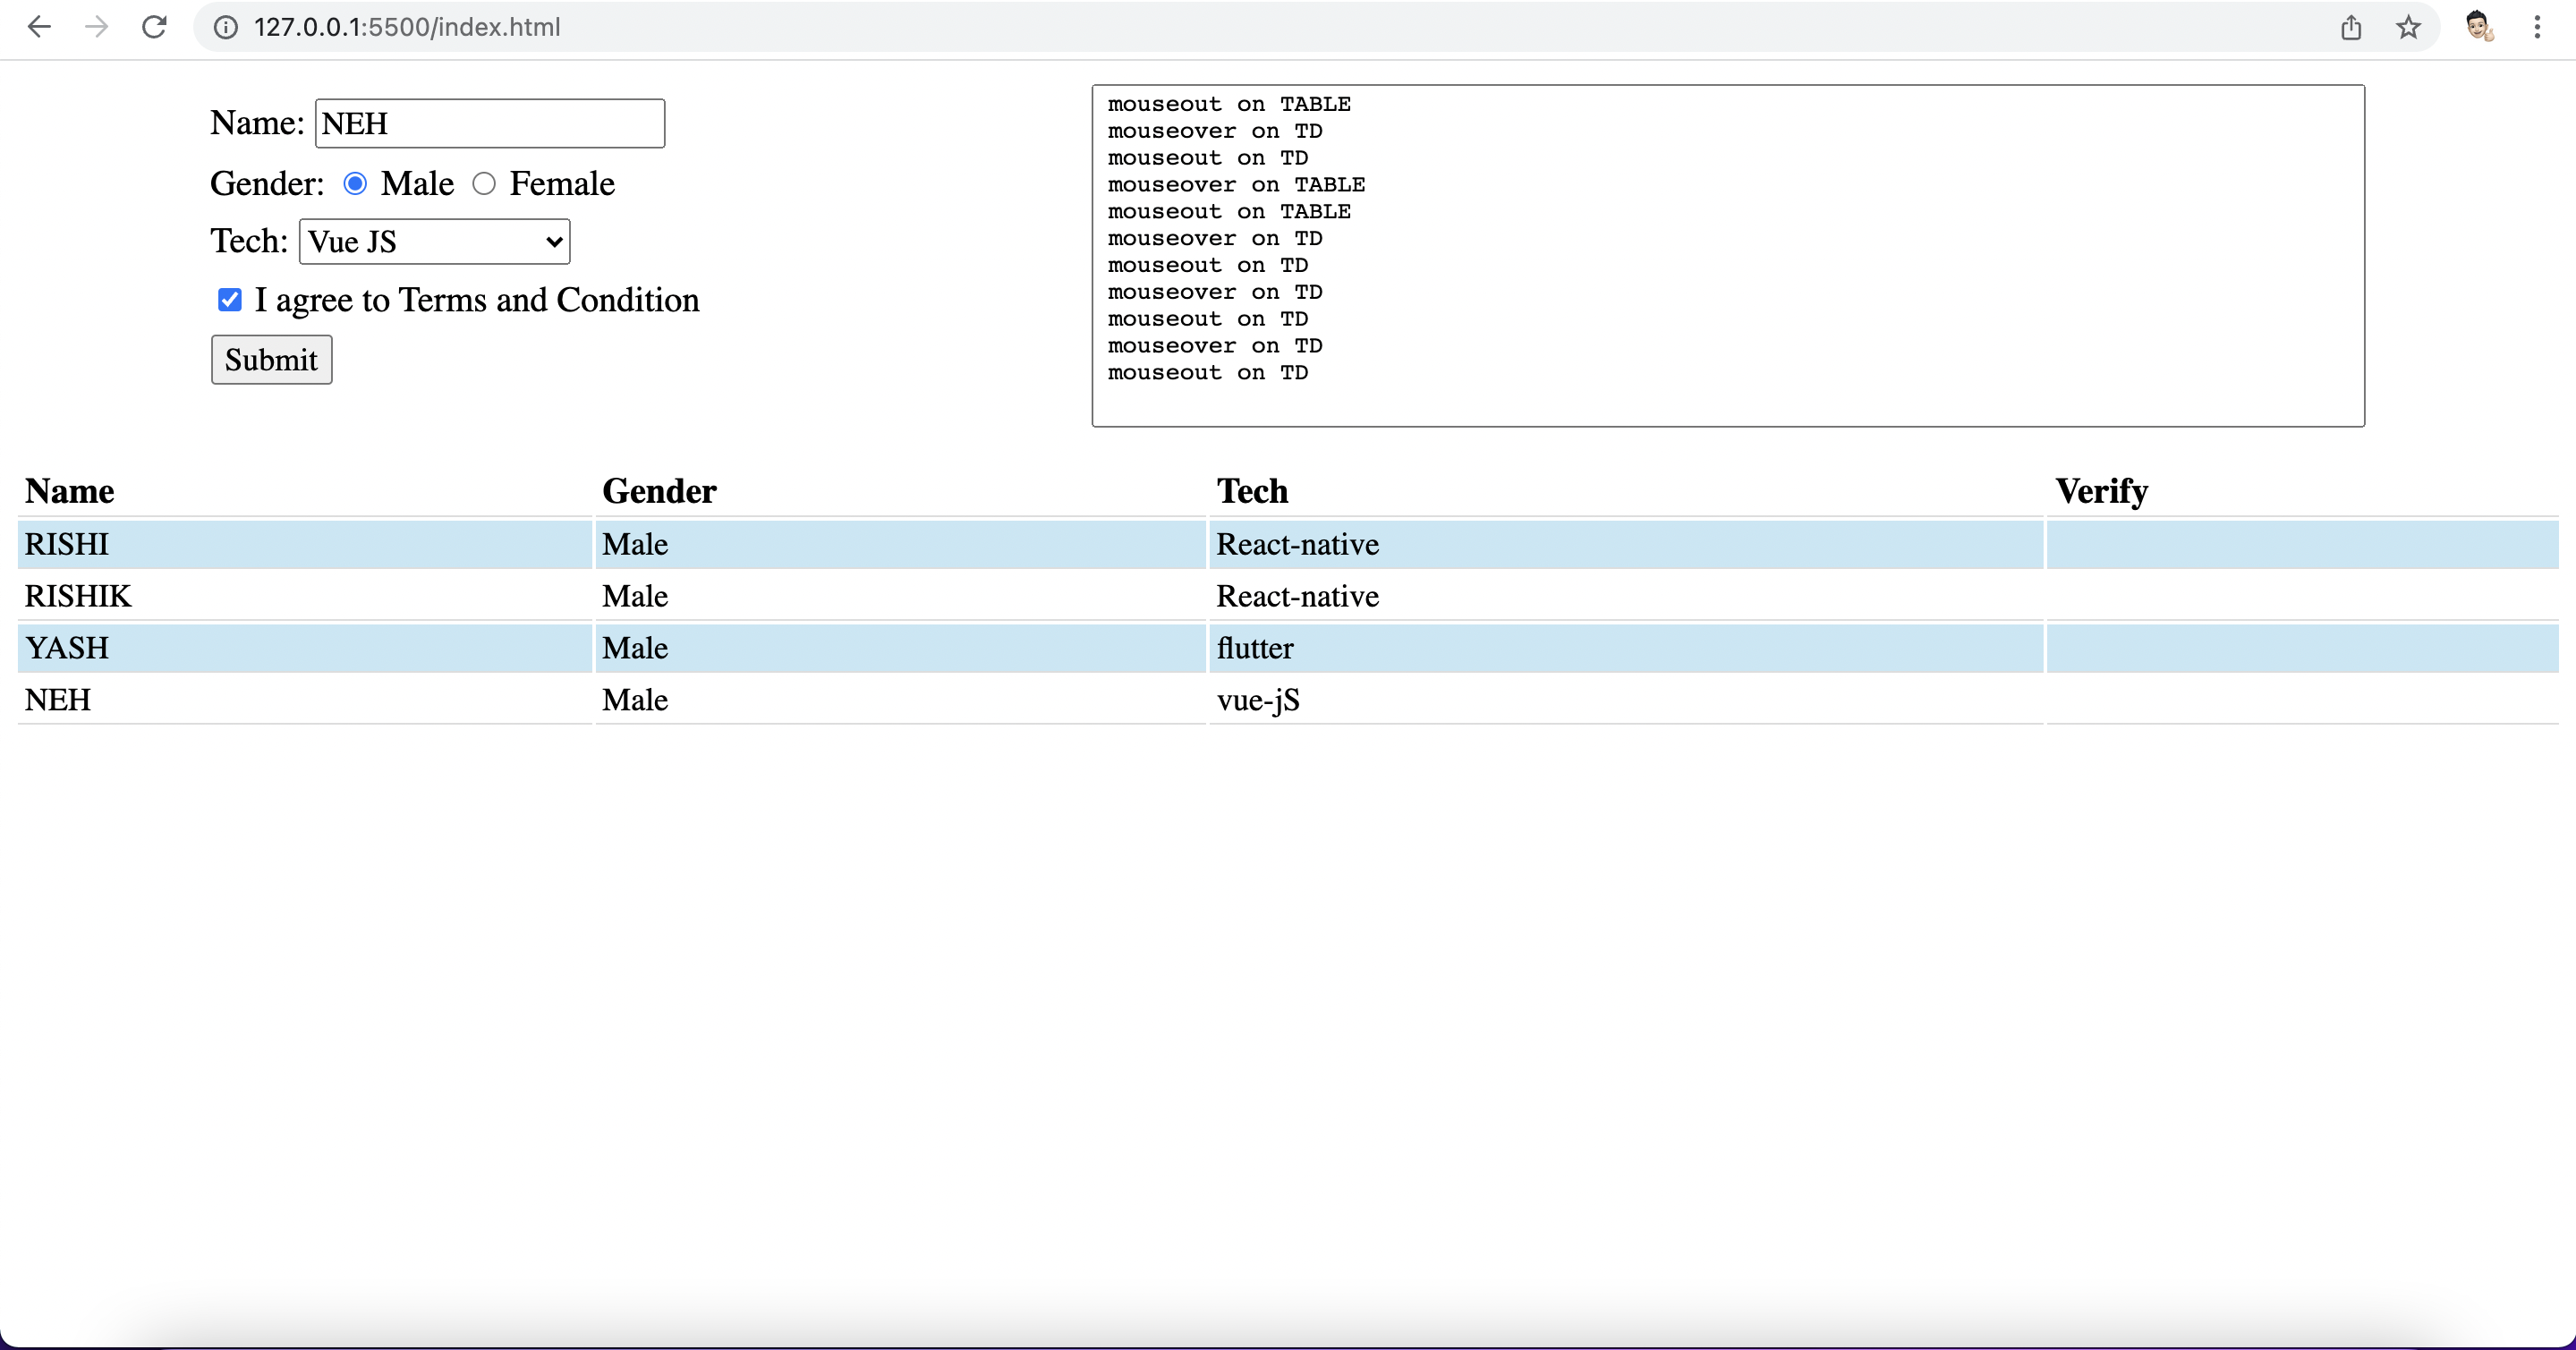 127.0.0.1:5500/index.html
Name: NEH
Gender: Male Female
Tech: Vue JS
I agree to Terms and Condition
Submit
mouseout on TABLE
mouseover on TD
mouseout on TD
mouseover on TABLE
mouseout on TABLE
mouseover on TD
mouseout on TD
mouseover on TD
mouseout on TD
mouseover on TD
mouseout on TD
Name Gender Tech Verify
RISHI Male React-native
RISHIK Male React-native
YASH Male flutter
NEH Male vue-jS